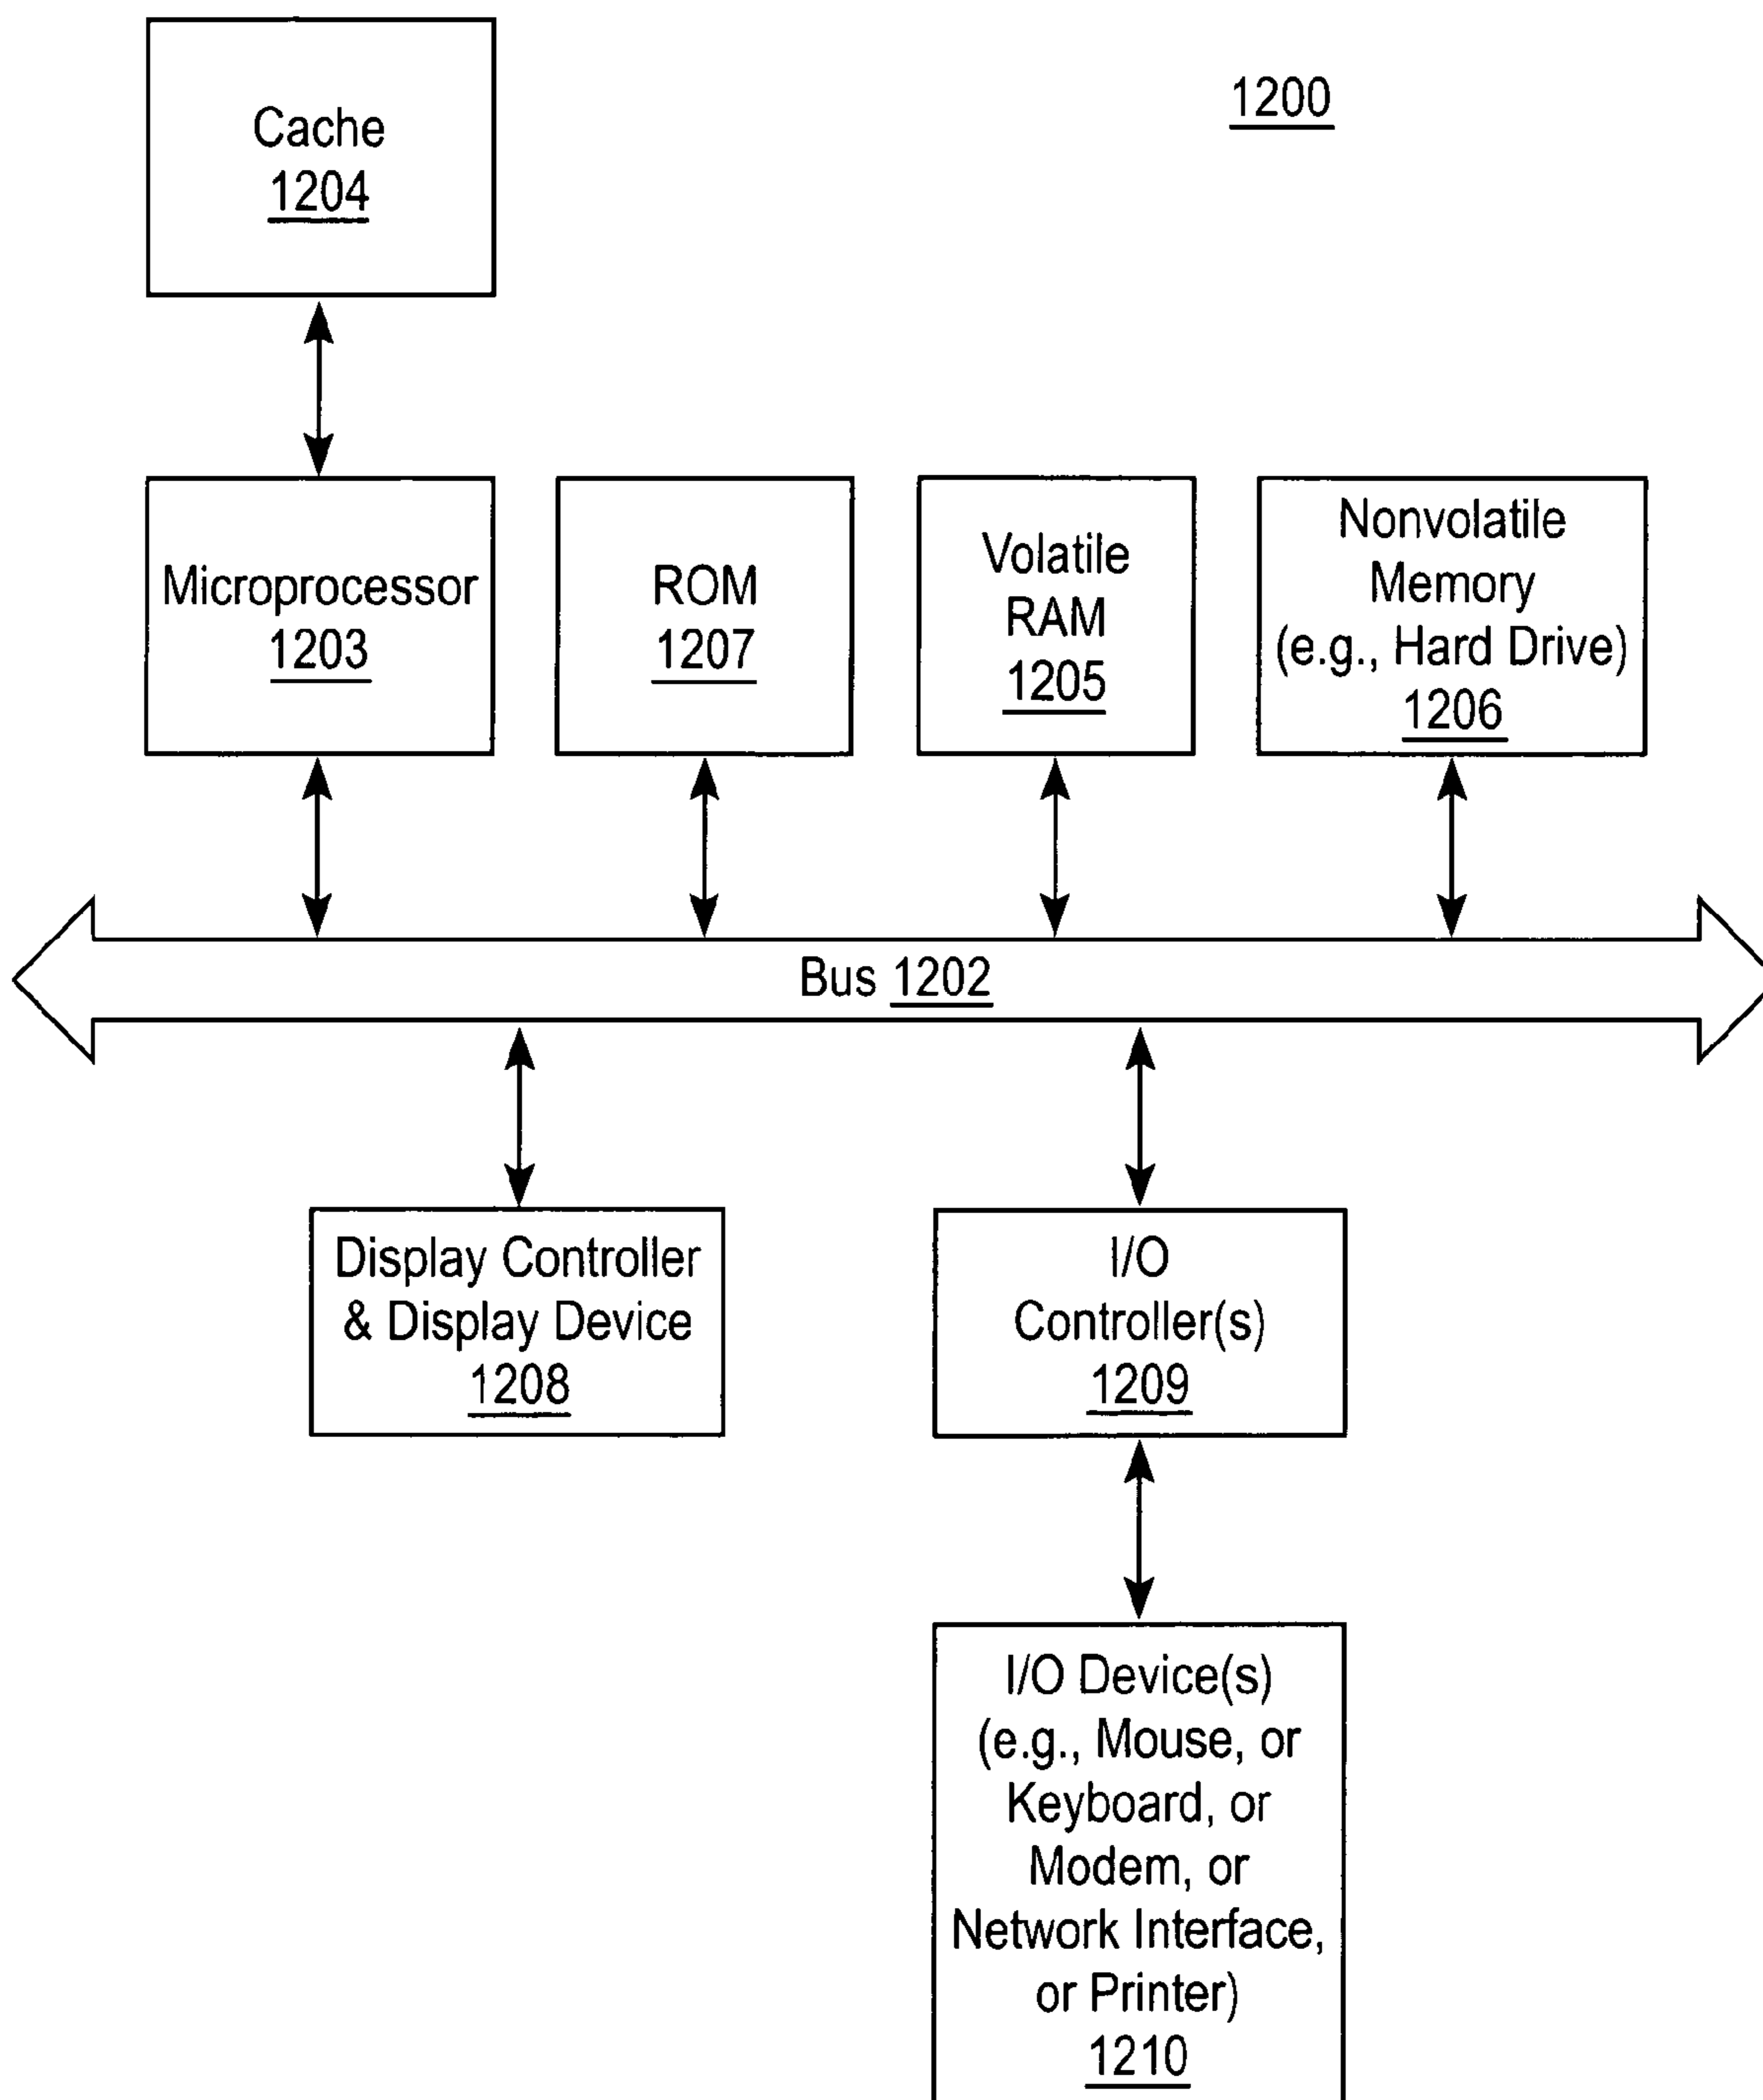 1200
Cache
1204
Microprocessor
1203
ROM
1207
Volatile
RAM
1205
Nonvolatile
Memory
(e.g., Hard Drive)
1206
Bus 1202
Display Controller
& Display Device
1208
I/O
Controller(s)
1209
I/O Device(s)
(e.g., Mouse, or
Keyboard, or
Modem, or
Network Interface,
or Printer)
1210